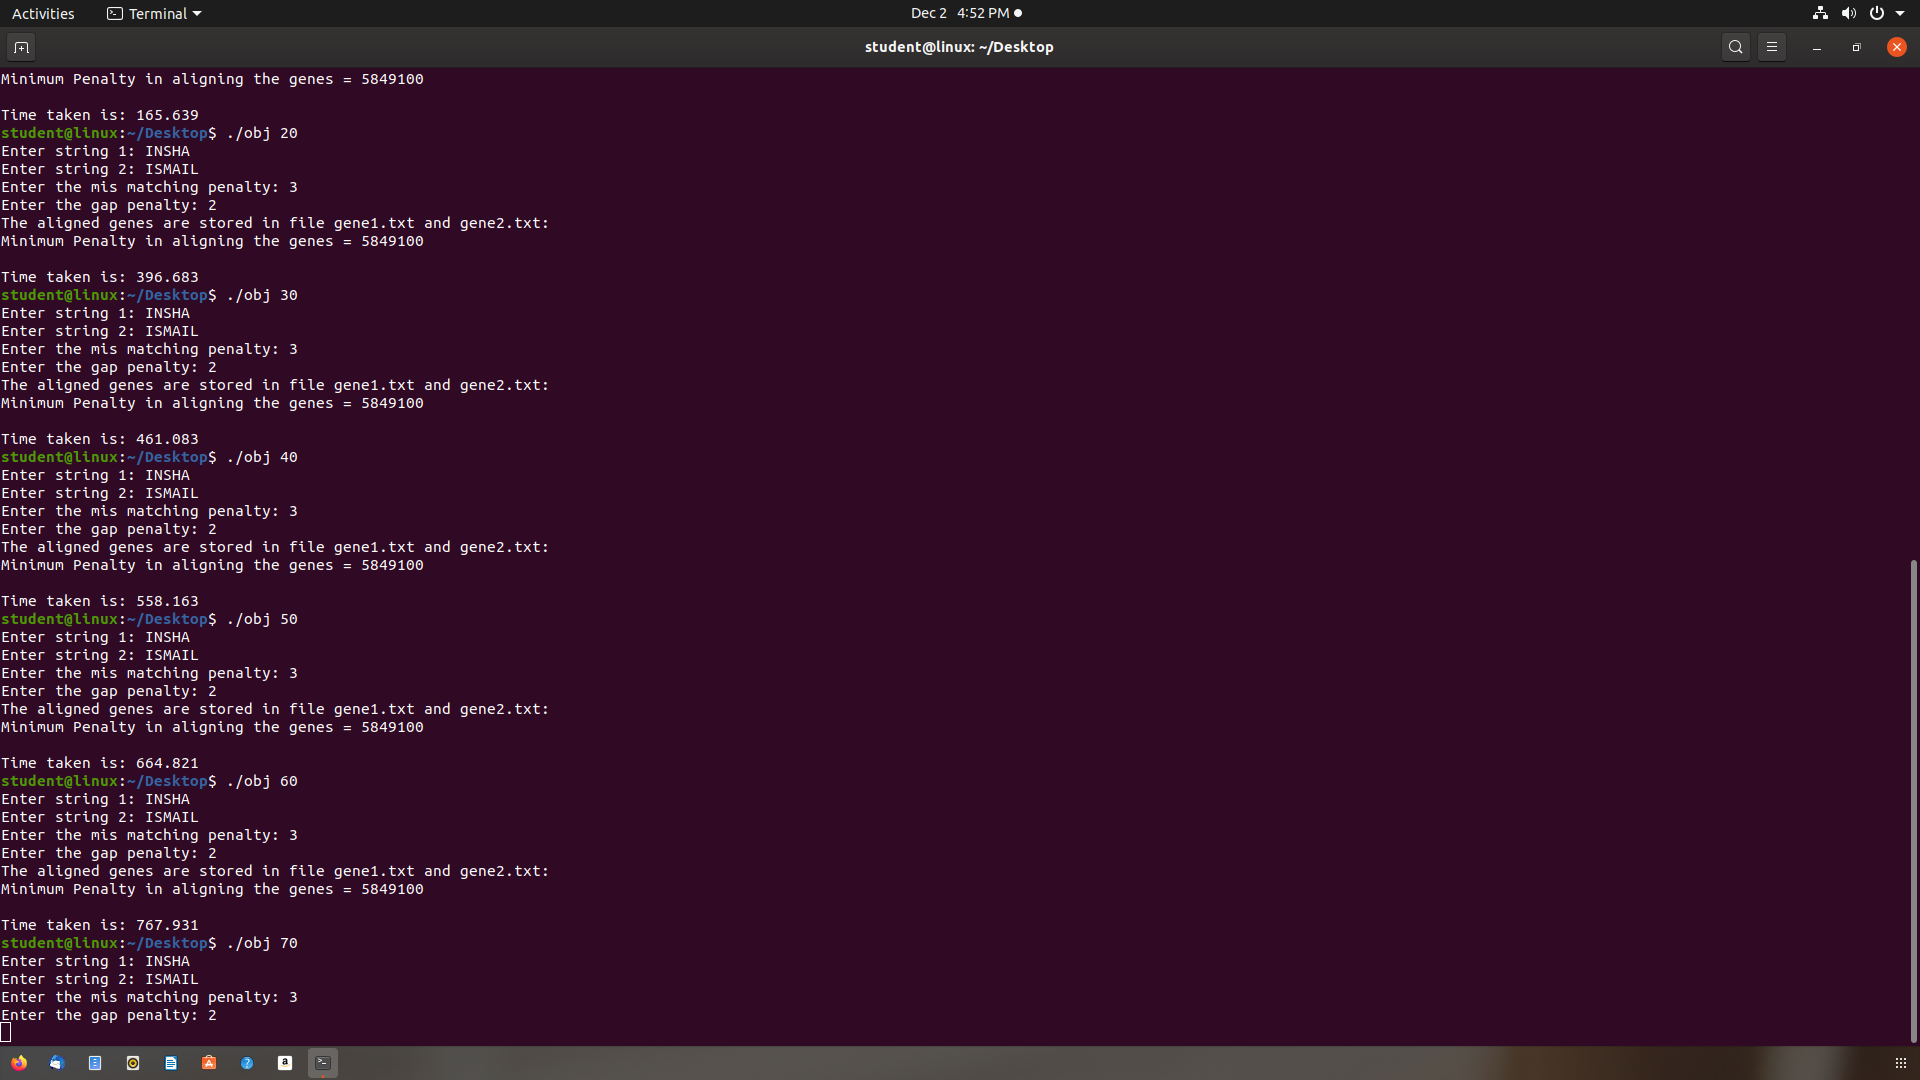 Activities Terminal Dec 2 4:52 PM
student@linux: ~/Desktop
Minimum Penalty in aligning the genes = 5849100
Time taken is: 165.639
student@linux:~/Desktop$ ./obj 20
Enter string 1: INSHA
Enter string 2: ISMAIL
Enter the mis matching penalty: 3
Enter the gap penalty: 2
The aligned genes are stored in file gene1.txt and gene2.txt:
Minimum Penalty in aligning the genes = 5849100
Time taken is: 396.683
student@linux:~/Desktop$ ./obj 30
Enter string 1: INSHA
Enter string 2: ISMAIL
Enter the mis matching penalty: 3
Enter the gap penalty: 2
The aligned genes are stored in file gene1.txt and gene2.txt:
Minimum Penalty in aligning the genes = 5849100
Time taken is: 461.083
student@linux:~/Desktop$ ./obj 40
Enter string 1: INSHA
Enter string 2: ISMAIL
Enter the mis matching penalty: 3
Enter the gap penalty: 2
The aligned genes are stored in file gene1.txt and gene2.txt:
Minimum Penalty in aligning the genes = 5849100
Time taken is: 558.163
student@linux:~/Desktop$ ./obj 50
Enter string 1: INSHA
Enter string 2: ISMAIL
Enter the mis matching penalty: 3
Enter the gap penalty: 2
The aligned genes are stored in file gene1.txt and gene2.txt:
Minimum Penalty in aligning the genes = 5849100
Time taken is: 664.821
student@linux:~/Desktop$ ./obj 60
Enter string 1: INSHA
Enter string 2: ISMAIL
Enter the mis matching penalty: 3
Enter the gap penalty: 2
The aligned genes are stored in file gene1.txt and gene2.txt:
Minimum Penalty in aligning the genes = 5849100
Time taken is: 767.931
student@linux:~/Desktop$ ./obj 70
Enter string 1: INSHA
Enter string 2: ISMAIL
Enter the mis matching penalty: 3
Enter the gap penalty: 2